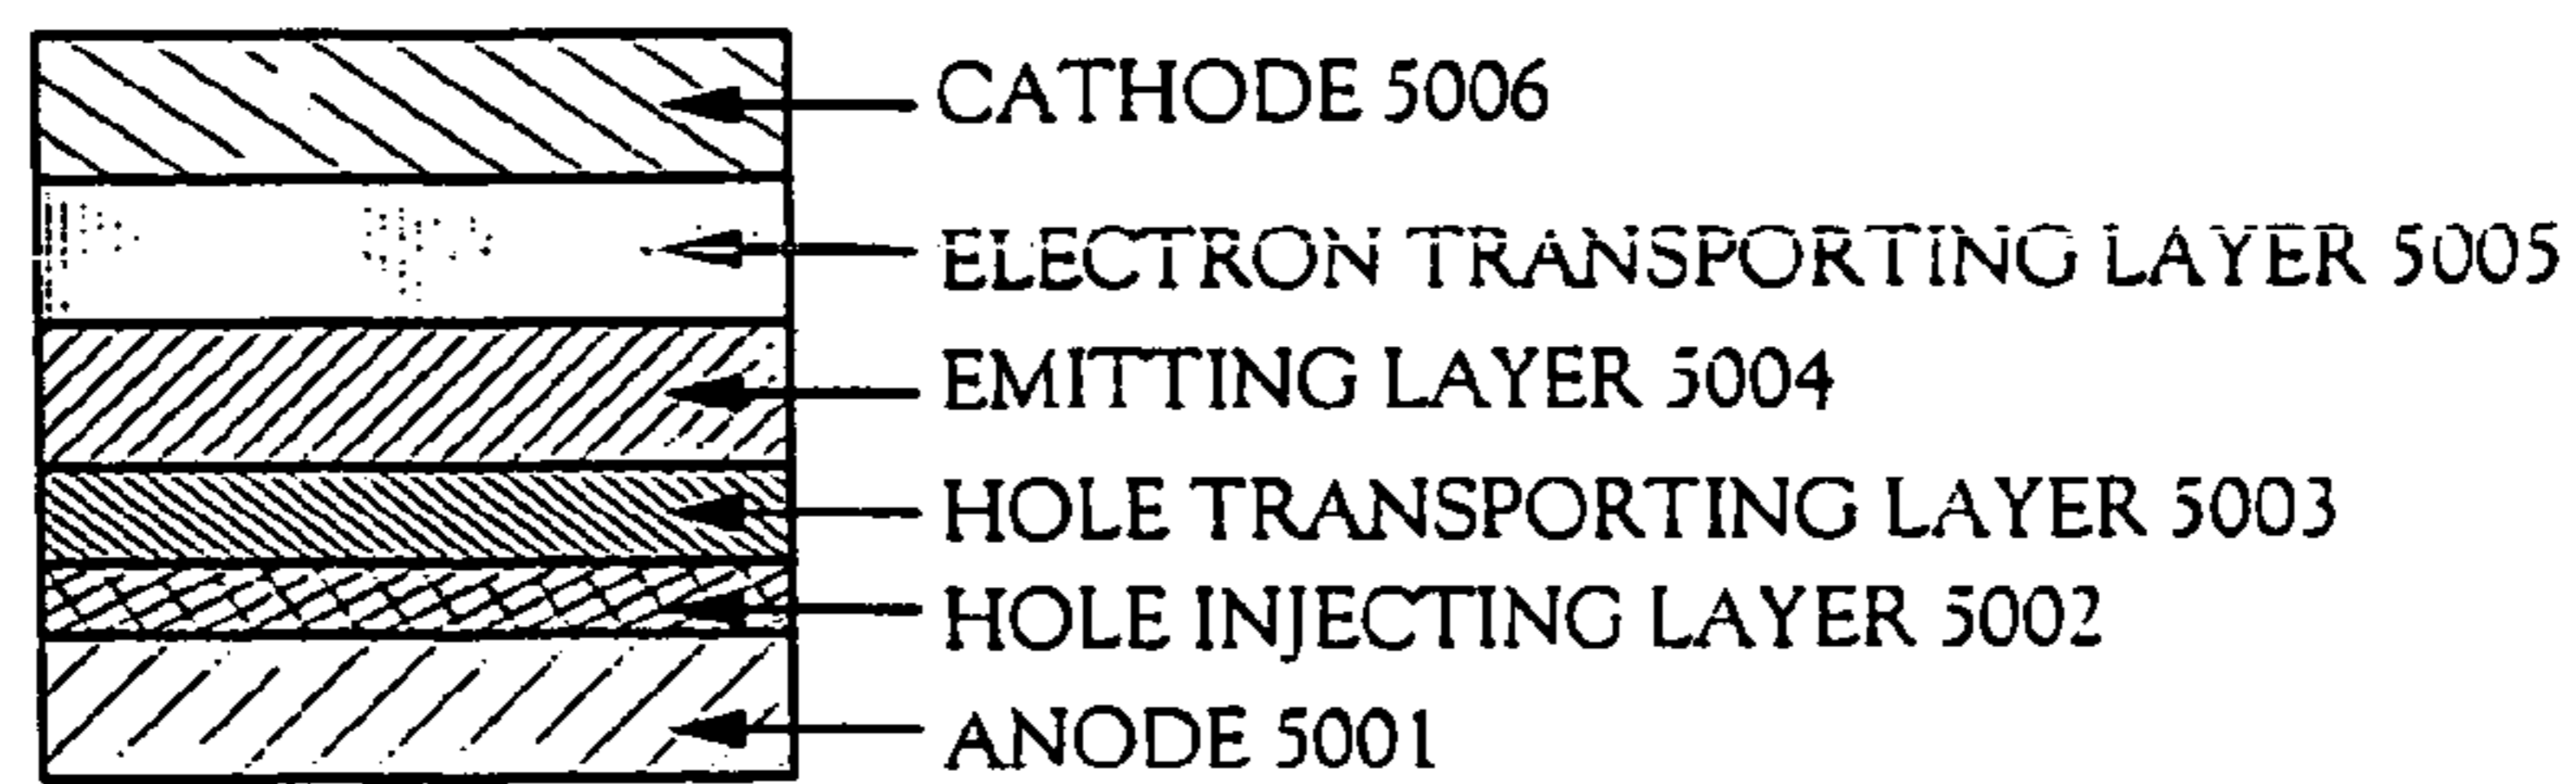 CATHODE 5006
ELECTRON TRANSPORTING LAYER 5005
EMITTING LAYER 5004
HOLE TRANSPORTING LAYER 5003
HOLE INJECTING LAYER 5002
ANODE 5001